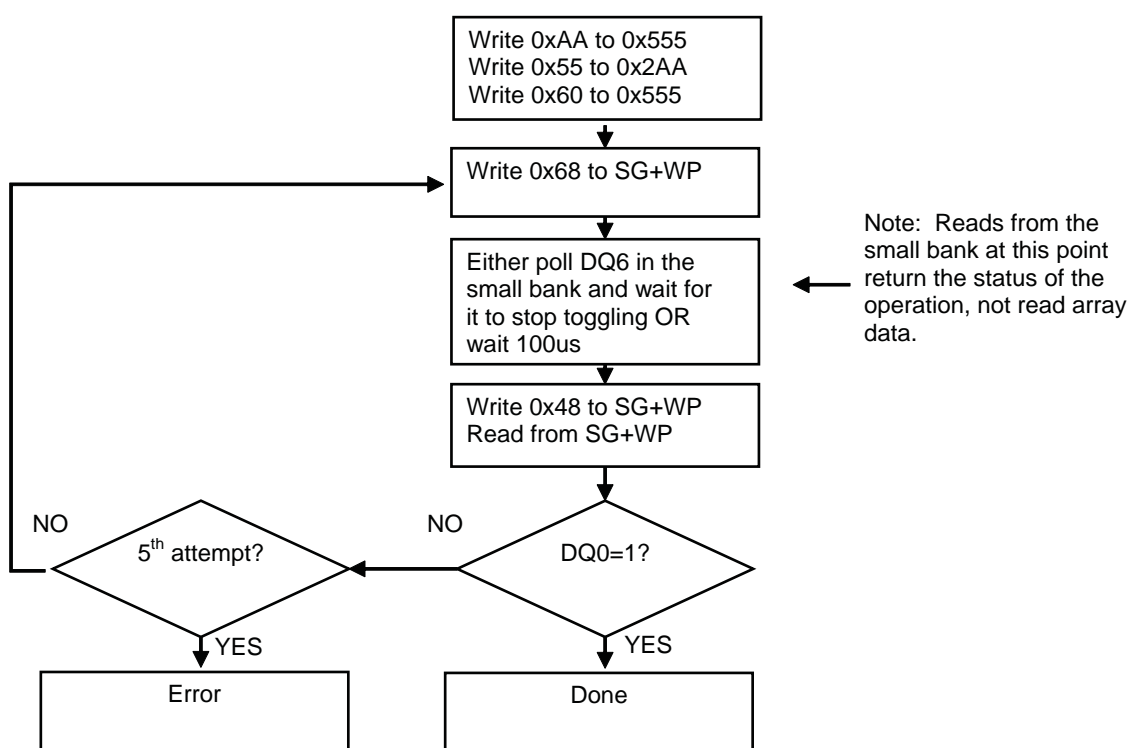 Write 0xAA to 0x555
Write 0x55 to 0x2AA
Write 0x60 to 0x555
Write 0x68 to SG+WP
Either poll DQ6 in the
small bank and wait for
it to stop toggling OR
wait 100us
Note:  Reads from the
small bank at this point
return the status of the
operation, not read array
data.
Write 0x48 to SG+WP
Read from SG+WP
NO
5th attempt?
NO
DQ0=1?
YES
YES
Error
Done